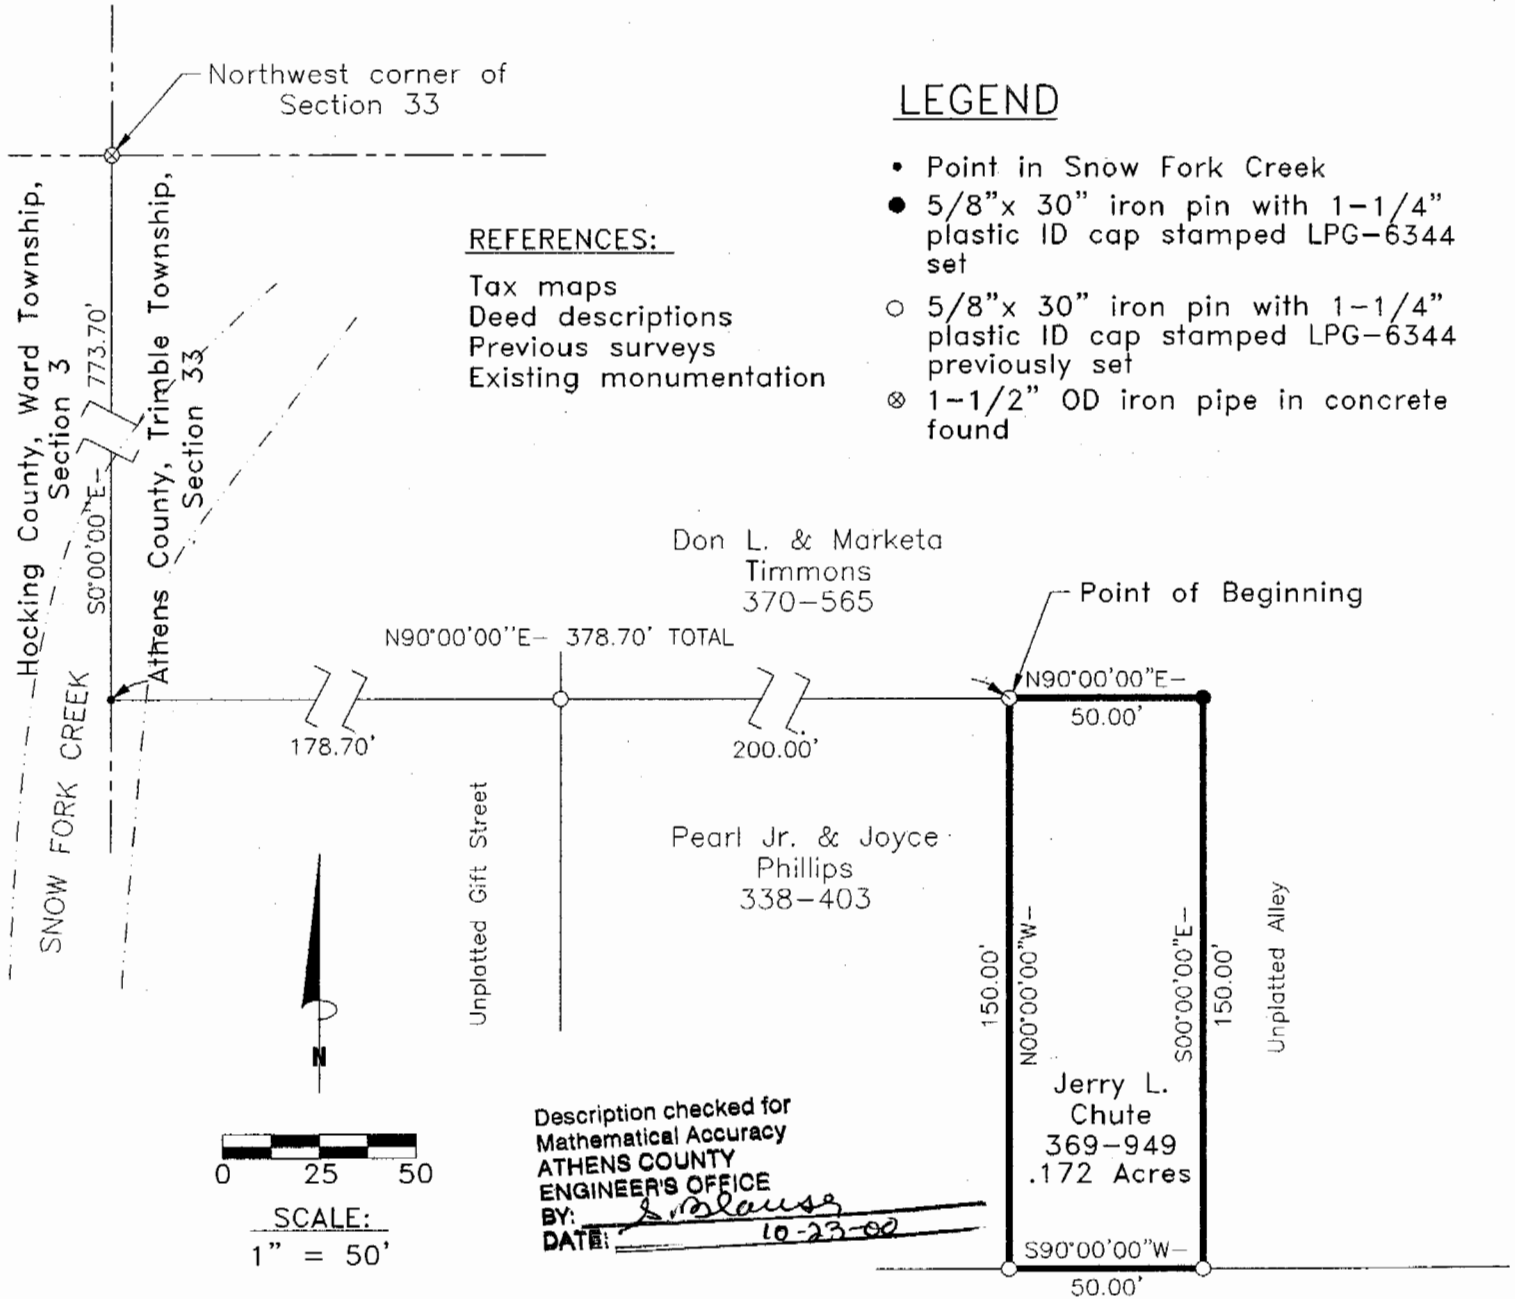 Northwest corner of
Section 33
LEGEND
Point in Snow Fork Creek
5/8"x 30" iron pin with 1-1/4"
plastic ID cap stamped LPG-6344
set
5/8"x 30" iron pin with 1-1/4"
plastic ID cap stamped LPG-6344
previously set
1-1/2" OD iron pipe in concrete
found
REFERENCES:
Tax maps
Deed descriptions
Previous surveys
Existing monumentation
Hocking County, Ward Township,
Section 3
S0°00'00"E- 773.70'
Athens County, Trimble Township,
Section 33
SNOW FORK CREEK
Don L. & Marketa
Timmons
370-565
Point of Beginning
N90°00'00"E- 378.70' TOTAL
178.70'
200.00'
N90°00'00"E-
50.00'
Unplatted Gift Street
Pearl Jr. & Joyce
Phillips
338-403
150.00'
N00°00'00"W-
S00°00'00"E-
150.00'
Unplatted Alley
Jerry L.
Chute
369-949
.172 Acres
S90°00'00"W-
50.00'
N
0 25 50
SCALE:
1" = 50'
Description checked for
Mathematical Accuracy
ATHENS COUNTY
ENGINEER'S OFFICE
BY:
DATE: 10-23-00